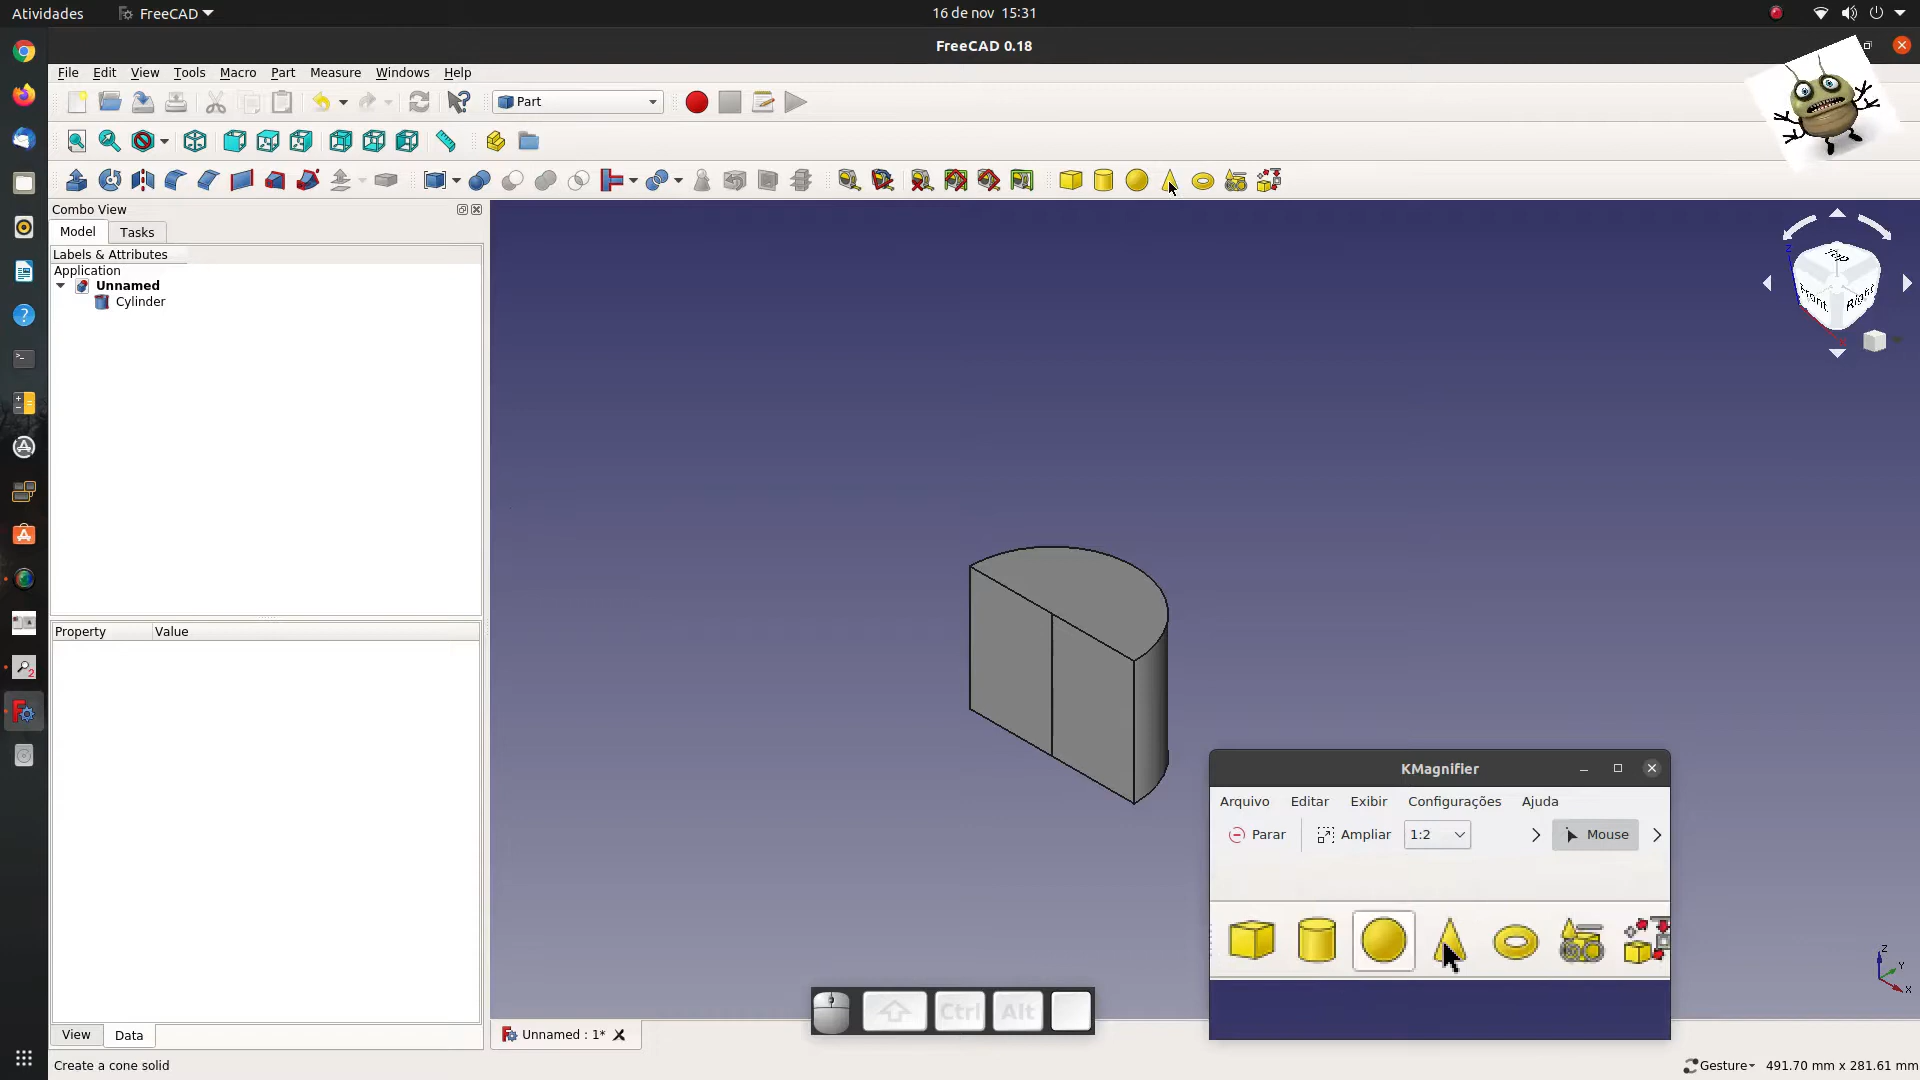 Atividades
FreeCAD
16 de nov 15:31
FreeCAD 0.18
File Edit View Tools Macro Part Measure Windows Help
Part
Combo View
Model Tasks
Labels & Attributes
Application
Unnamed
Cylinder
Top
Front
Right
Z
X
Property Value
KMagnifier
Arquivo Editar Exibir Configurações Ajuda
Parar Ampliar 1:2 Mouse
Z
Y
X
Ctrl Alt
View Data
Unnamed : 1*
Create a cone solid
Gesture 491.70 mm x 281.61 mm